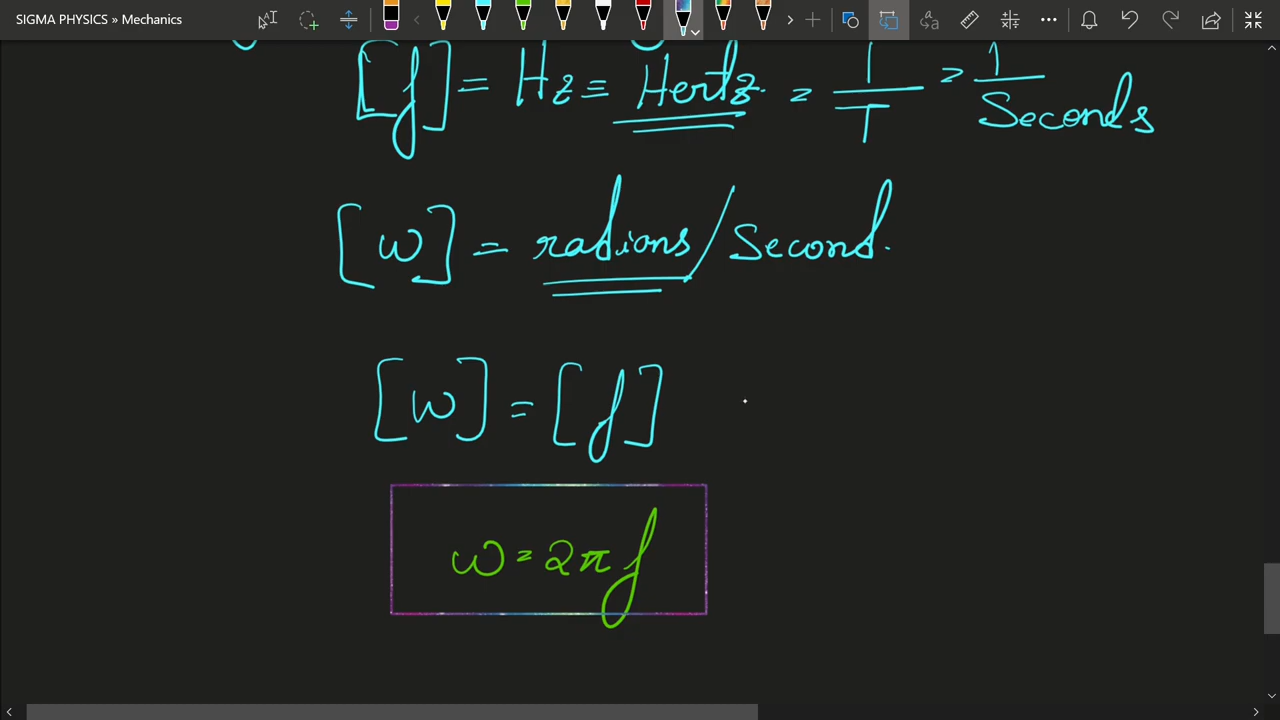 SIGMA PHYSICS » Mechanics
[f] = Hz = Hertz. = 1/T = 1/Seconds
[ω] = radians/Second.
[ω] = [f]
ω = 2πf